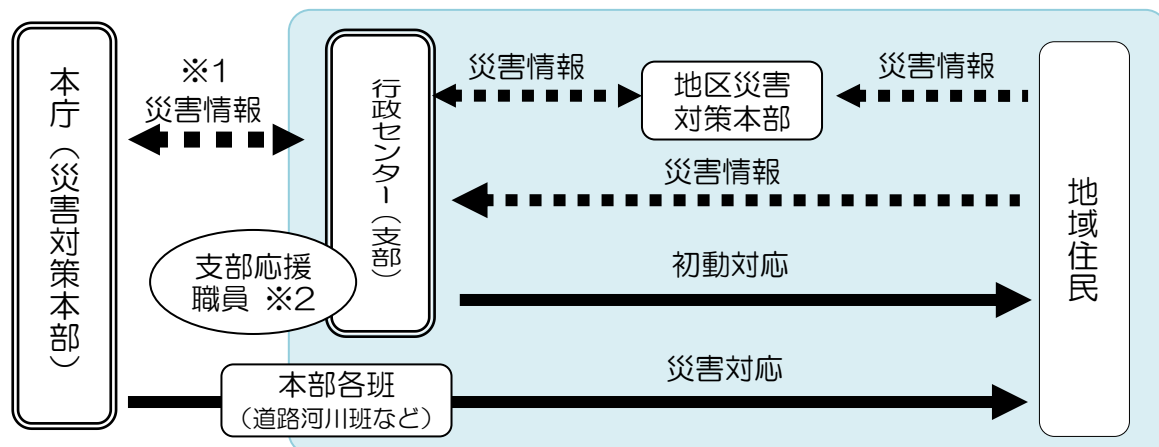 本庁（災害対策本部）
※1
災害情報
行政センター（支部）
災害情報
地区災害
対策本部
災害情報
災害情報
地域住民
支部応援
職員 ※2
初動対応
本部各班
（道路河川班など）
災害対応